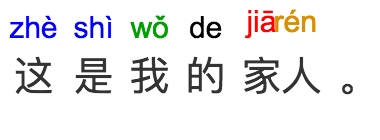 zhè shì wǒ de jiārén
这 是 我 的 家人 。